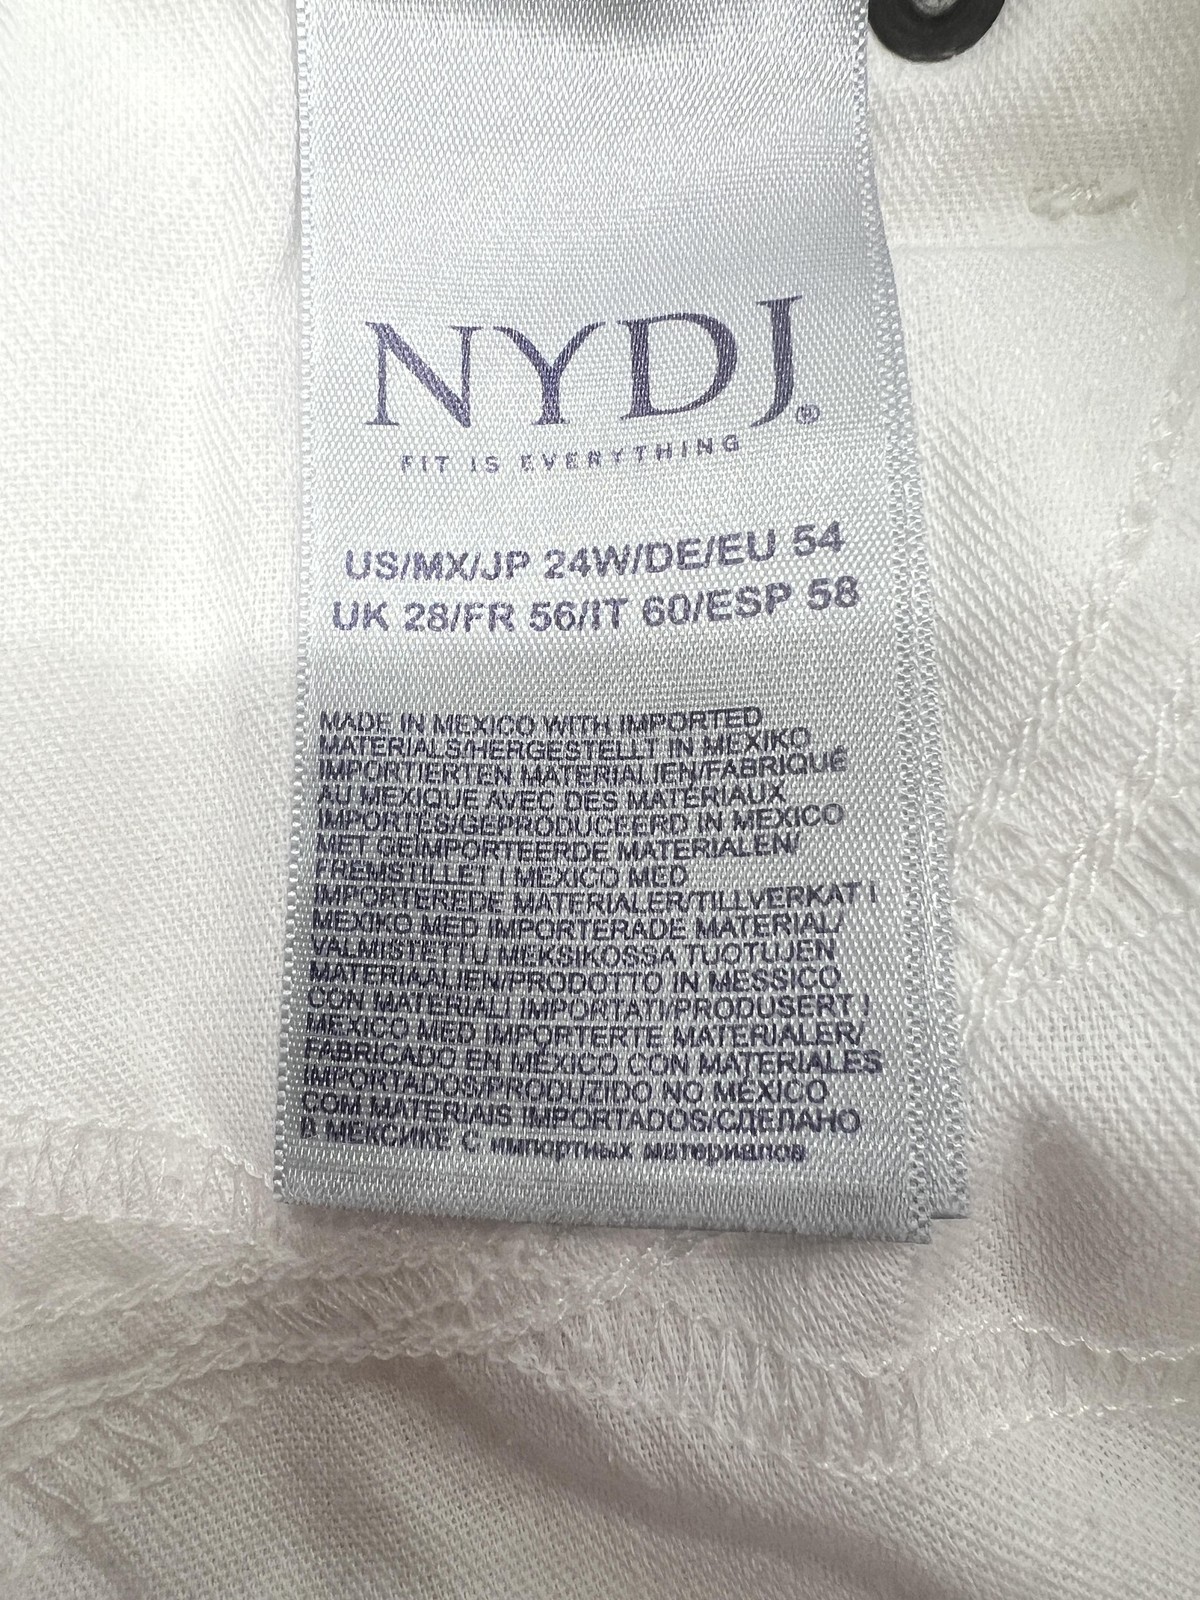 NYDJ®
FIT IS EVERYTHING
US/MX/JP 24W/DE/EU 54
UK 28/FR 56/IT 60/ESP 58
MADE IN MEXICO WITH IMPORTED
MATERIALS/HERGESTELLT IN MEXIKO
IMPORTIERTEN MATERIALIEN/FABRIQUÉ
AU MEXIQUE AVEC DES MATÉRIAUX
IMPORTÉS/GEPRODUCEERD IN MEXICO
MET GEÏMPORTEERDE MATERIALEN/
FREMSTILLET I MEXICO MED
IMPORTEREDE MATERIALER/TILLVERKAT I
MEXIKO MED IMPORTERADE MATERIAL/
VALMISTETTU MEKSIKOSSA TUOTUJEN
MATERIAALIEN/PRODOTTO IN MESSICO
CON MATERIALI IMPORTATI/PRODUSERT I
MEXICO MED IMPORTERTE MATERIALER/
FABRICADO EN MÉXICO CON MATERIALES
IMPORTADOS/PRODUZIDO NO MÉXICO
COM MATERIAIS IMPORTADOS/СДЕЛАНО
В МЕКСИКЕ С импортных материалов